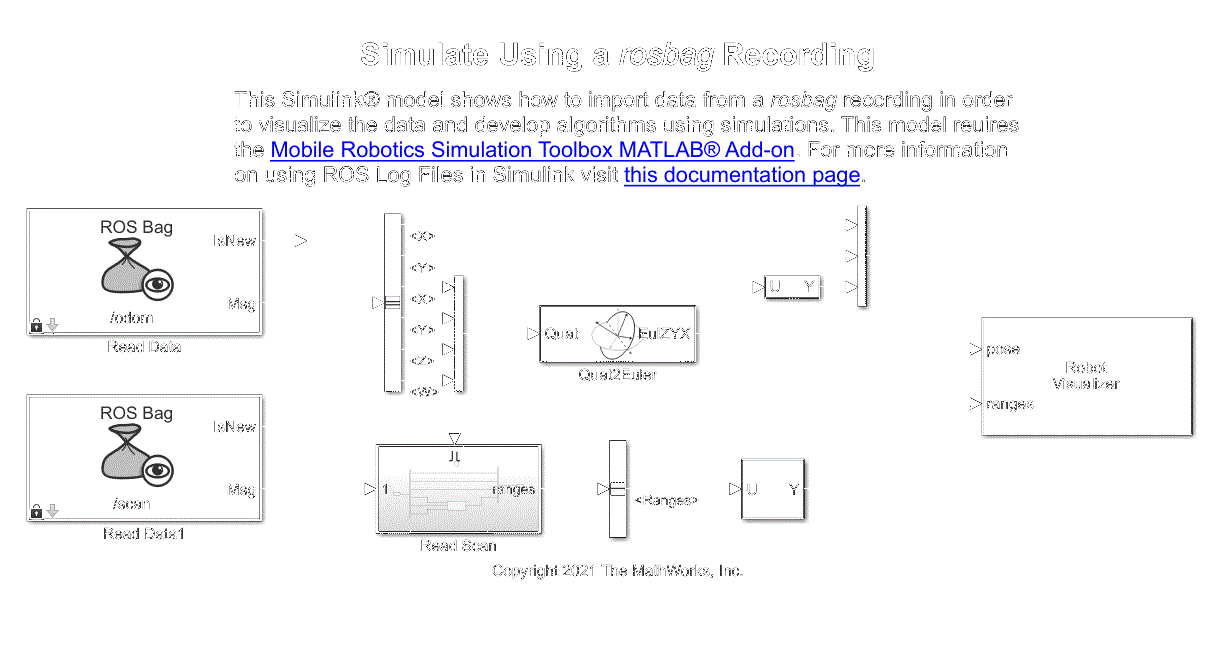 Simulate Using a rosbag Recording
This Simulink® model shows how to import data from a rosbag recording in order
to visualize the data and develop algorithms using simulations. This model reuires
the Mobile Robotics Simulation Toolbox MATLAB® Add-on. For more information
on using ROS Log Files in Simulink visit this documentation page.
ROS Bag
IsNew
Msg
/odom
Read Data
<X>
<Y>
<X>
<Y>
<Z>
<W>
Quat
EulZYX
Quat2Euler
U Y
pose
ranges
Robot
Visualizer
ROS Bag
IsNew
Msg
/scan
Read Data1
1
ranges
Read Scan
<Ranges>
U Y
Copyright 2021 The MathWorks, Inc.